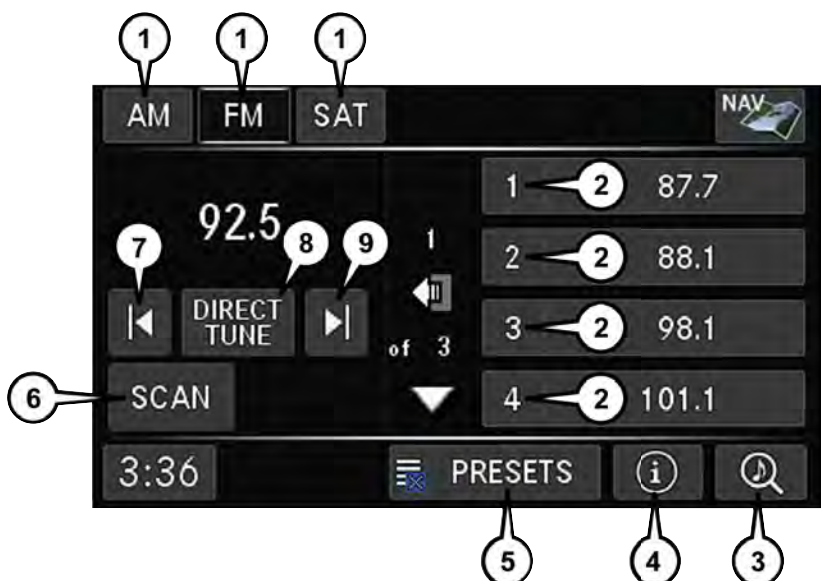 1 1 1
AM FM SAT NAV
1 2 87.7
92.5
7 8 9 1
2 2 88.1
DIRECT TUNE
of 3
3 2 98.1
6 SCAN
4 2 101.1
3:36 PRESETS i
5 4 3